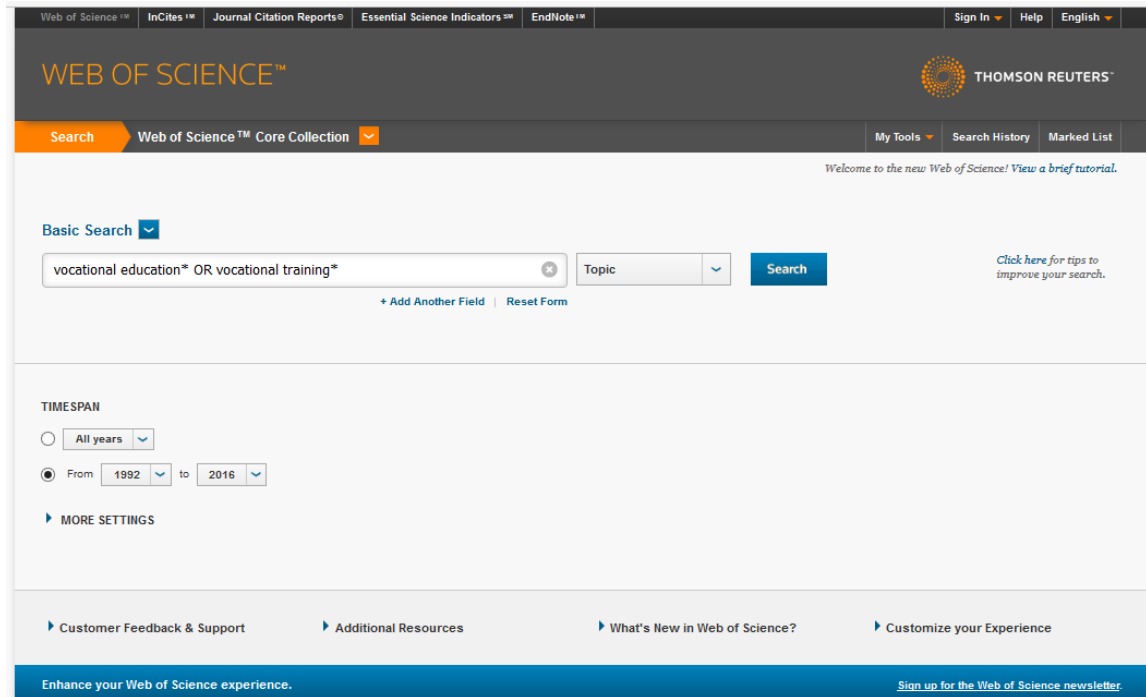 Web of Science™ InCites™ Journal Citation Reports® Essential Science Indicators℠ EndNote™ Sign In Help English
WEB OF SCIENCE™
THOMSON REUTERS™
Search Web of Science™ Core Collection My Tools Search History Marked List
Welcome to the new Web of Science! View a brief tutorial.
Basic Search
vocational education* OR vocational training* Topic Search
Click here for tips to
improve your search.
+ Add Another Field | Reset Form
TIMESPAN
All years
From 1992 to 2016
MORE SETTINGS
Customer Feedback & Support Additional Resources What's New in Web of Science? Customize your Experience
Enhance your Web of Science experience. Sign up for the Web of Science newsletter.